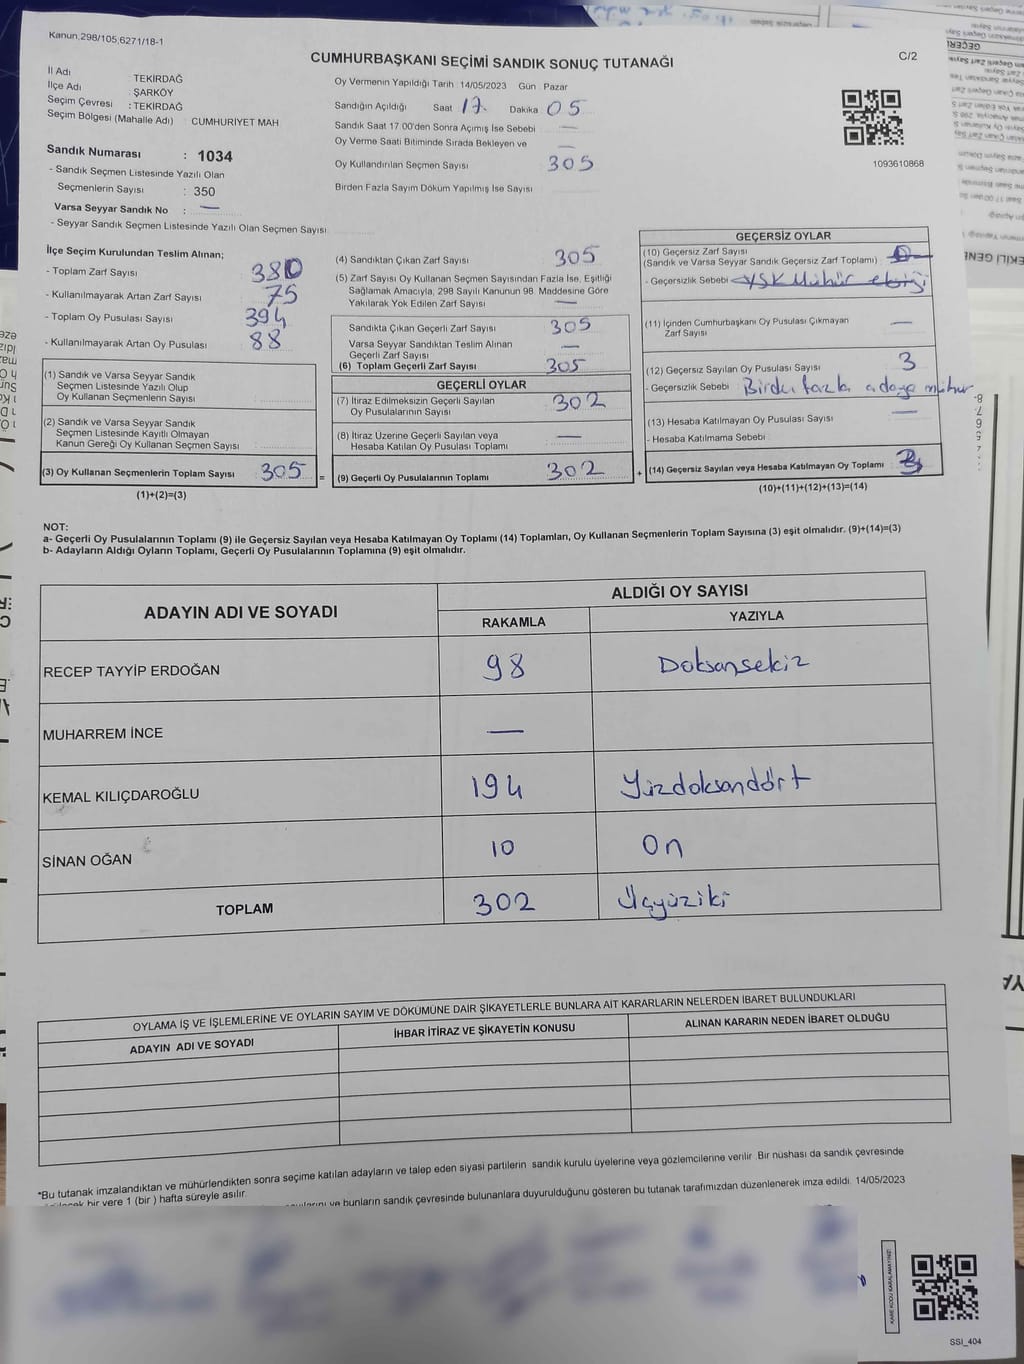 Kanun,298/105,6271/18-1
CUMHURBAŞKANI SEÇİMİ SANDIK SONUÇ TUTANAĞI
C/2
İl Adı : TEKİRDAĞ
İlçe Adı : ŞARKÖY
Seçim Çevresi : TEKİRDAĞ
Seçim Bölgesi (Mahalle Adı) : CUMHURİYET MAH
Sandık Numarası : 1034
- Sandık Seçmen Listesinde Yazılı Olan
Seçmenlerin Sayısı : 350
Varsa Seyyar Sandık No : —
- Seyyar Sandık Seçmen Listesinde Yazılı Olan Seçmen Sayısı
Oy Vermenin Yapıldığı Tarih 14/05/2023 Gün Pazar
Sandığın Açıldığı Saat 17 Dakika 05
Sandık Saat 17:00'den Sonra Açımış İse Sebebi —
Oy Verme Saati Bitiminde Sırada Bekleyen ve —
Oy Kullandırılan Seçmen Sayısı 305
Birden Fazla Sayım Döküm Yapılmış İse Sayısı
1093610868
İlçe Seçim Kurulundan Teslim Alınan;
- Toplam Zarf Sayısı 380
- Kullanılmayarak Artan Zarf Sayısı 75
- Toplam Oy Pusulası Sayısı 394
- Kullanılmayarak Artan Oy Pusulası 88
(1) Sandık ve Varsa Seyyar Sandık
Seçmen Listesinde Yazılı Olup
Oy Kullanan Seçmenlerin Sayısı
(2) Sandık ve Varsa Seyyar Sandık
Seçmen Listesinde Kayıtlı Olmayan
Kanun Gereği Oy Kullanan Seçmen Sayısı
(3) Oy Kullanan Seçmenlerin Toplam Sayısı 305
(1)+(2)=(3)
(4) Sandıktan Çıkan Zarf Sayısı 305
(5) Zarf Sayısı Oy Kullanan Seçmen Sayısından Fazla İse, Eşitliği
Sağlamak Amacıyla, 298 Sayılı Kanunun 98. Maddesine Göre
Yakılarak Yok Edilen Zarf Sayısı —
Sandıkta Çıkan Geçerli Zarf Sayısı 305
Varsa Seyyar Sandıktan Teslim Alınan
Geçerli Zarf Sayısı —
(6) Toplam Geçerli Zarf Sayısı 305
GEÇERLİ OYLAR
(7) İtiraz Edilmeksizin Geçerli Sayılan
Oy Pusulalarının Sayısı 302
(8) İtiraz Üzerine Geçerli Sayılan veya
Hesaba Katılan Oy Pusulası Toplamı —
= (9) Geçerli Oy Pusulalarının Toplamı 302
GEÇERSİZ OYLAR
(10) Geçersiz Zarf Sayısı
(Sandık ve Varsa Seyyar Sandık Geçersiz Zarf Toplamı) 0
- Geçersizlik Sebebi YSK Mühür eksiği
(11) İçinden Cumhurbaşkanı Oy Pusulası Çıkmayan
Zarf Sayısı —
(12) Geçersiz Sayılan Oy Pusulası Sayısı 3
- Geçersizlik Sebebi Birden fazla adaya mühür
(13) Hesaba Katılmayan Oy Pusulası Sayısı —
- Hesaba Katılmama Sebebi
+ (14) Geçersiz Sayılan veya Hesaba Katılmayan Oy Toplamı 3
(10)+(11)+(12)+(13)=(14)
NOT:
a- Geçerli Oy Pusulalarının Toplamı (9) ile Geçersiz Sayılan veya Hesaba Katılmayan Oy Toplamı (14) Toplamları, Oy Kullanan Seçmenlerin Toplam Sayısına (3) eşit olmalıdır. (9)+(14)=(3)
b- Adayların Aldığı Oyların Toplamı, Geçerli Oy Pusulalarının Toplamına (9) eşit olmalıdır.
ADAYIN ADI VE SOYADI
ALDIĞI OY SAYISI
RAKAMLA YAZIYLA
RECEP TAYYİP ERDOĞAN 98 Doksansekiz
MUHARREM İNCE —
KEMAL KILIÇDAROĞLU 194 Yüzdoksandört
SİNAN OĞAN 10 On
TOPLAM 302 Üçyüziki
OYLAMA İŞ VE İŞLEMLERİNE VE OYLARIN SAYIM VE DÖKÜMÜNE DAİR ŞİKAYETLERLE BUNLARA AİT KARARLARIN NELERDEN İBARET BULUNDUKLARI
ADAYIN ADI VE SOYADI İHBAR İTİRAZ VE ŞİKAYETİN KONUSU ALINAN KARARIN NEDEN İBARET OLDUĞU
*Bu tutanak imzalandıktan ve mühürlendikten sonra seçime katılan adayların ve talep eden siyasi partilerin sandık kurulu üyelerine veya gözlemcilerine verilir. Bir nüshası da sandık çevresinde
bir yere 1 (bir) hafta süreyle asılır.
ve bunların sandık çevresinde bulunanlara duyurulduğunu gösteren bu tutanak tarafımızdan düzenlenerek imza edildi. 14/05/2023
KARE KODU KARALAMAYINIZ!
SSI_404